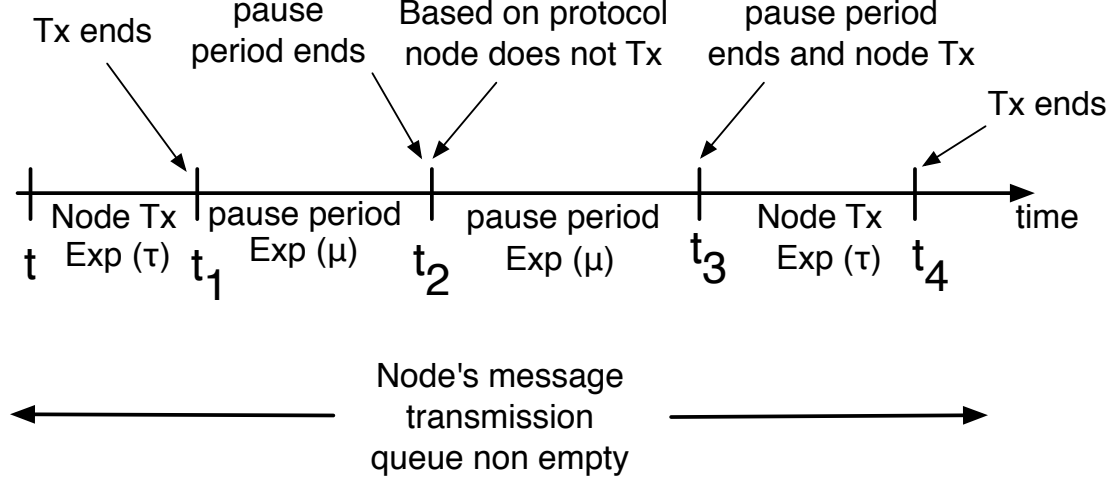 Tx ends
pause
period ends
Based on protocol
node does not Tx
pause period
ends and node Tx
Tx ends
Node Tx
Exp (τ)
pause period
Exp (μ)
pause period
Exp (μ)
Node Tx
Exp (τ)
time
t
t1
t2
t3
t4
Node's message
transmission
queue non empty